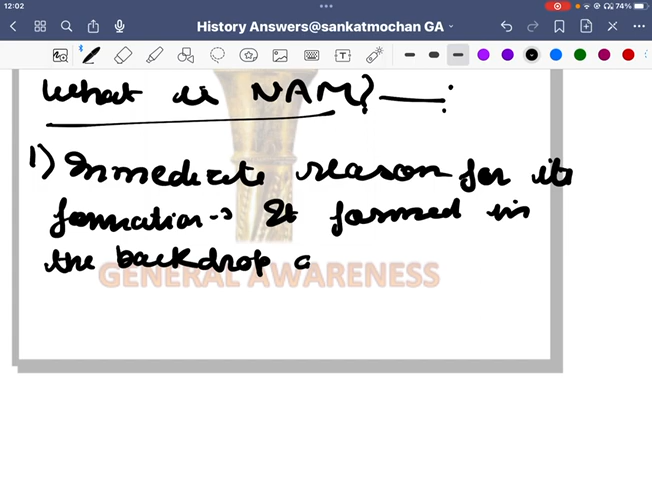 12:02
74%
History Answers@sankatmochan GA
What is NAM? :
1) Immediate reason for its
formation → It formed in
the backdrop o
GENERAL AWARENESS